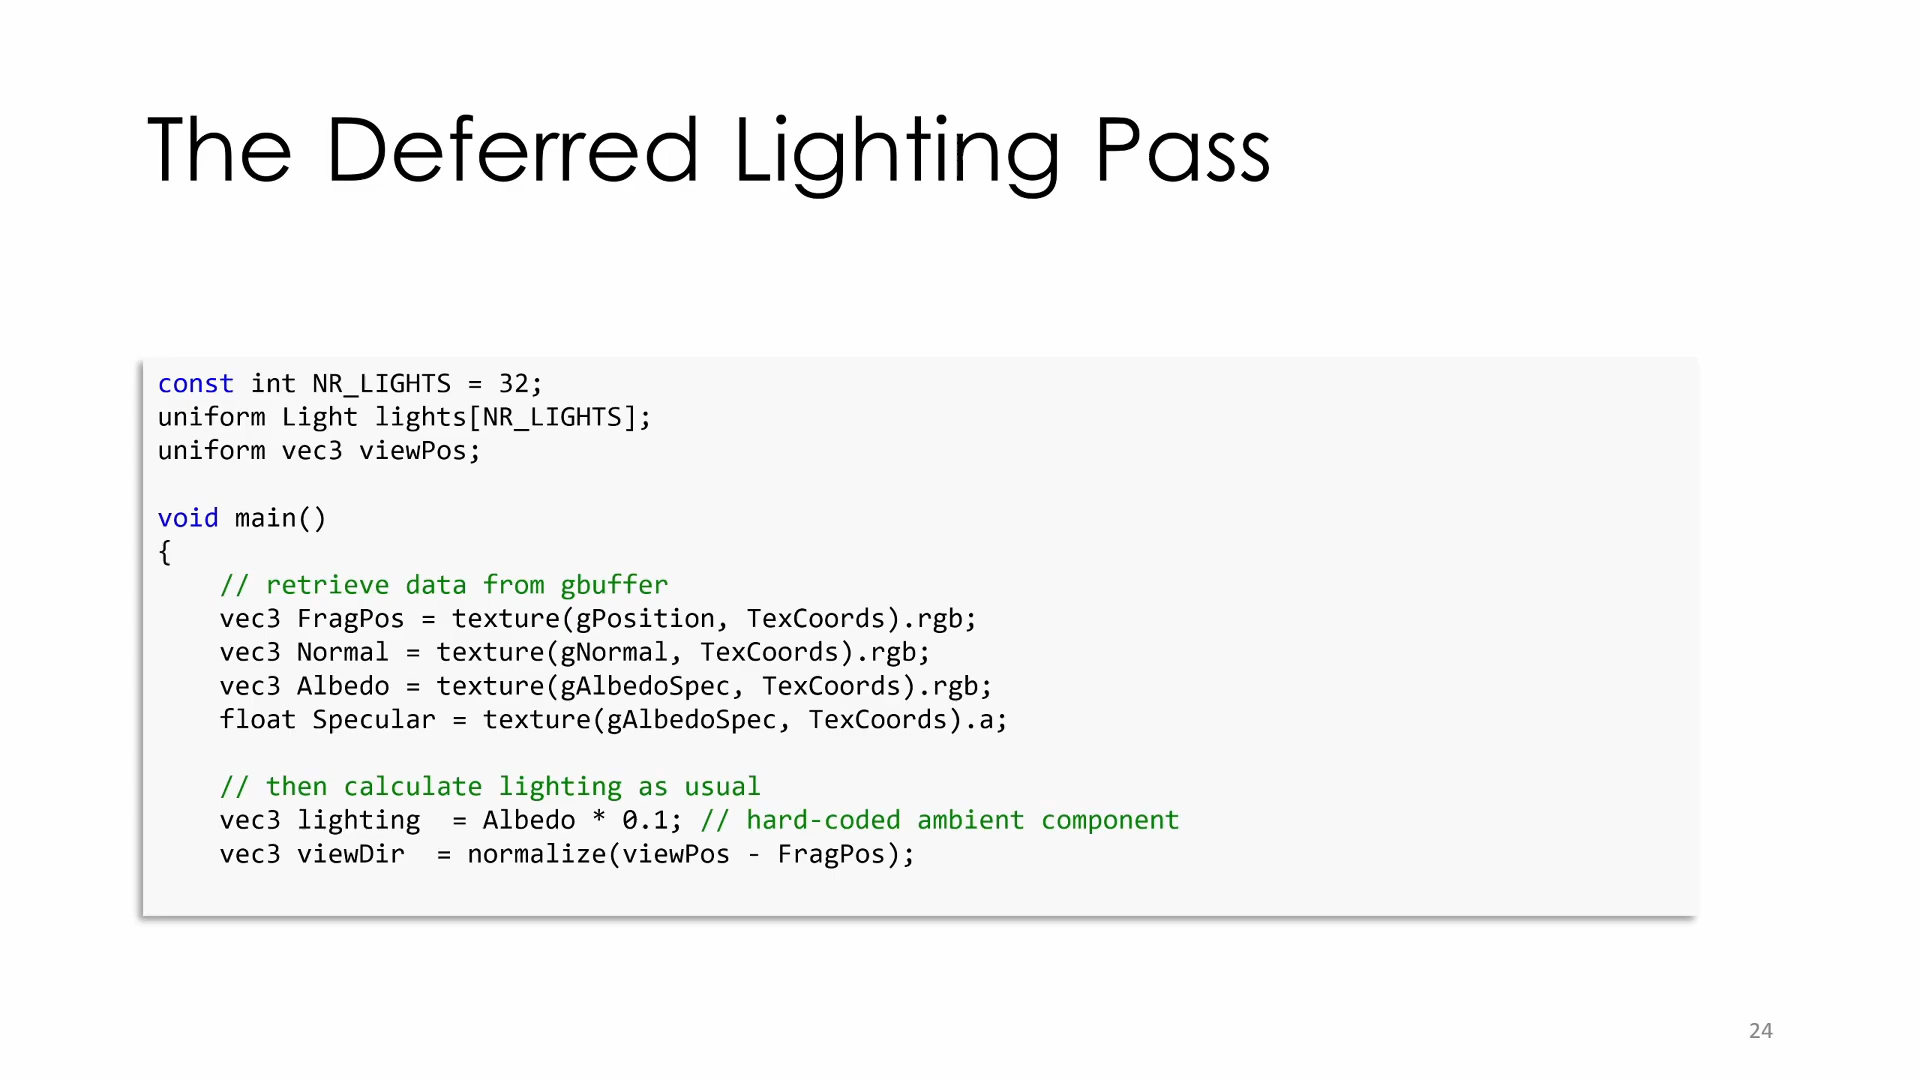 The Deferred Lighting Pass
const int NR_LIGHTS = 32;
uniform Light lights[NR_LIGHTS];
uniform vec3 viewPos;
void main()
{
// retrieve data from gbuffer
vec3 FragPos = texture(gPosition, TexCoords).rgb;
vec3 Normal = texture(gNormal, TexCoords).rgb;
vec3 Albedo = texture(gAlbedoSpec, TexCoords).rgb;
float Specular = texture(gAlbedoSpec, TexCoords).a;
// then calculate lighting as usual
vec3 lighting  = Albedo * 0.1; // hard-coded ambient component
vec3 viewDir  = normalize(viewPos - FragPos);
24